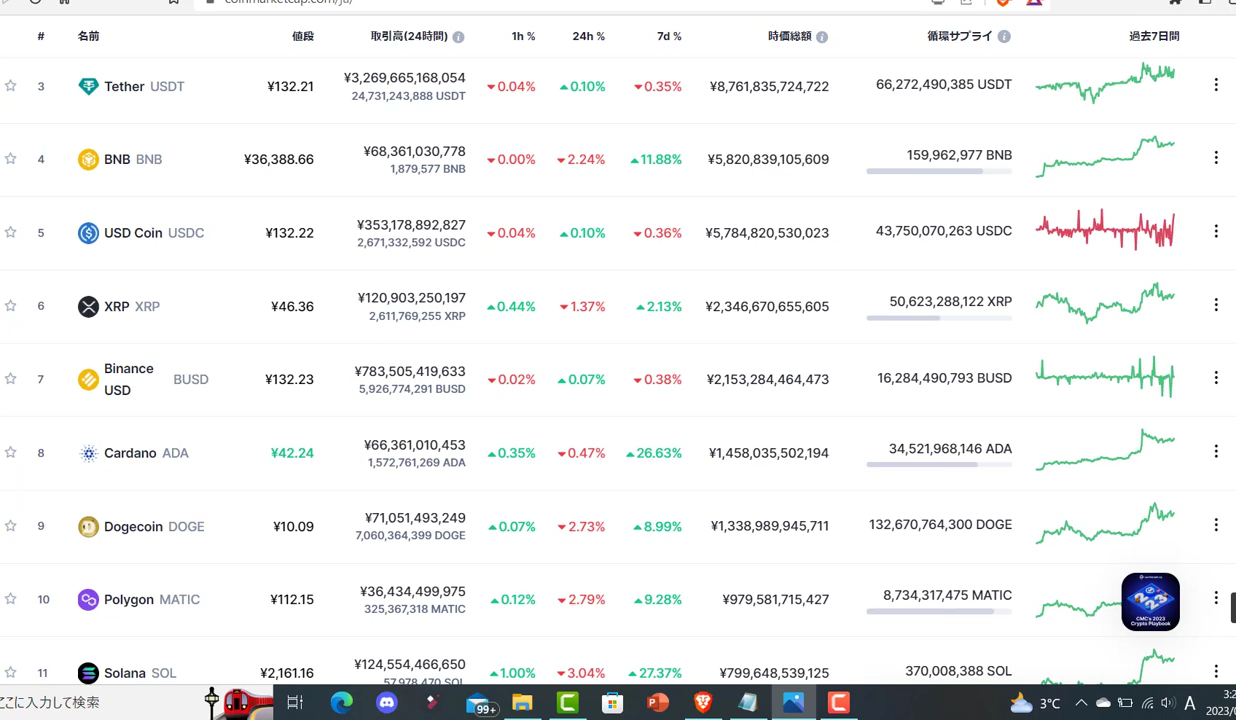 coinmarketcap.com/ja/
# 名前 値段 取引高(24時間) 1h % 24h % 7d % 時価総額 循環サプライ 過去7日間
3 Tether USDT ¥132.21 ¥3,269,665,168,054 0.04% 0.10% 0.35% ¥8,761,835,724,722 66,272,490,385 USDT
24,731,243,888 USDT
4 BNB BNB ¥36,388.66 ¥68,361,030,778 0.00% 2.24% 11.88% ¥5,820,839,105,609 159,962,977 BNB
1,879,577 BNB
5 USD Coin USDC ¥132.22 ¥353,178,892,827 0.04% 0.10% 0.36% ¥5,784,820,530,023 43,750,070,263 USDC
2,671,332,592 USDC
6 XRP XRP ¥46.36 ¥120,903,250,197 0.44% 1.37% 2.13% ¥2,346,670,655,605 50,623,288,122 XRP
2,611,769,255 XRP
7 Binance USD BUSD ¥132.23 ¥783,505,419,633 0.02% 0.07% 0.38% ¥2,153,284,464,473 16,284,490,793 BUSD
5,926,774,291 BUSD
8 Cardano ADA ¥42.24 ¥66,361,010,453 0.35% 0.47% 26.63% ¥1,458,035,502,194 34,521,968,146 ADA
1,572,761,269 ADA
9 Dogecoin DOGE ¥10.09 ¥71,051,493,249 0.07% 2.73% 8.99% ¥1,338,989,945,711 132,670,764,300 DOGE
7,060,364,399 DOGE
10 Polygon MATIC ¥112.15 ¥36,434,499,975 0.12% 2.79% 9.28% ¥979,581,715,427 8,734,317,475 MATIC
325,367,318 MATIC
CMC's 2023
Crypto Playbook
11 Solana SOL ¥2,161.16 ¥124,554,466,650 1.00% 3.04% 27.37% ¥799,648,539,125 370,008,388 SOL
57,978,470 SOL
ここに入力して検索 99+ 3°C A 3:2
2023/0